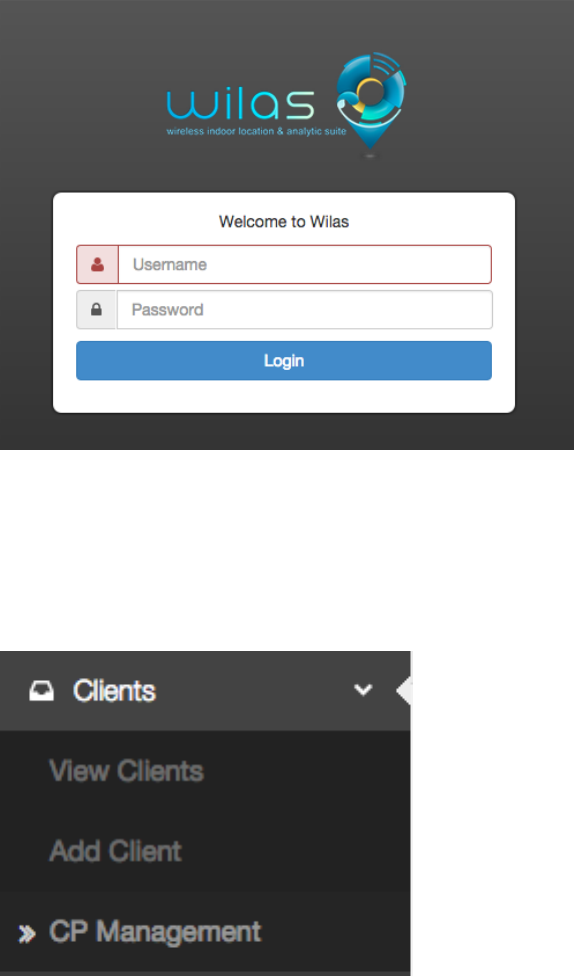 wilas
wireless indoor location & analytic suite
Welcome to Wilas
Username
Password
Login
Clients
View Clients
Add Client
CP Management